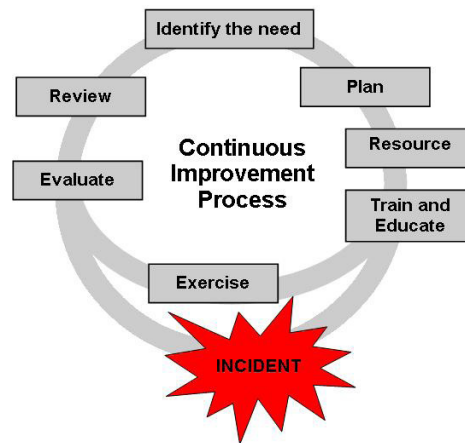 Identify the need
Plan
Resource
Train and
Educate
Exercise
INCIDENT
Evaluate
Review
Continuous
Improvement
Process